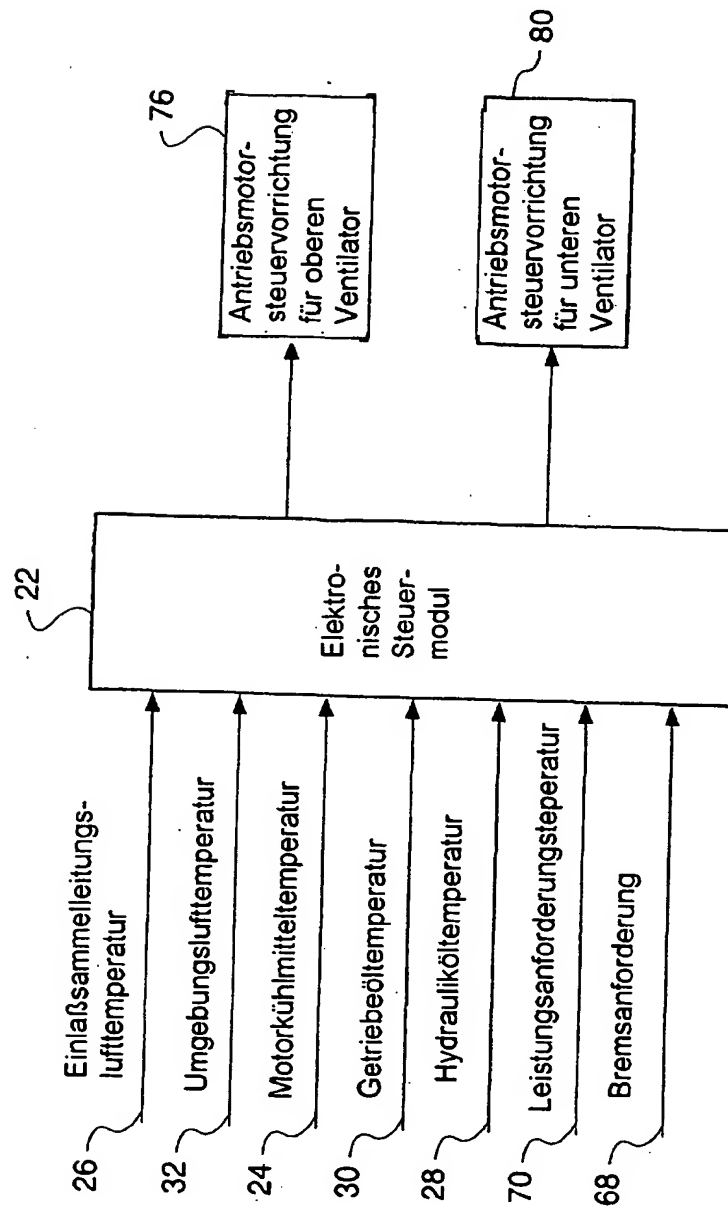 Einlaßsammelleitungs-
lufttemperatur
26
Umgebungslufttemperatur
32
Motorkühlmitteltemperatur
24
Getriebeöltemperatur
30
Hydrauliköltemperatur
28
Leistungsanforderungsteperatur
70
Bremsanforderung
68
22
Elektro-
nisches
Steuer-
modul
76
Antriebsmotor-
steuervorrichtung
für oberen
Ventilator
80
Antriebsmotor-
steuervorrichtung
für unteren
Ventilator